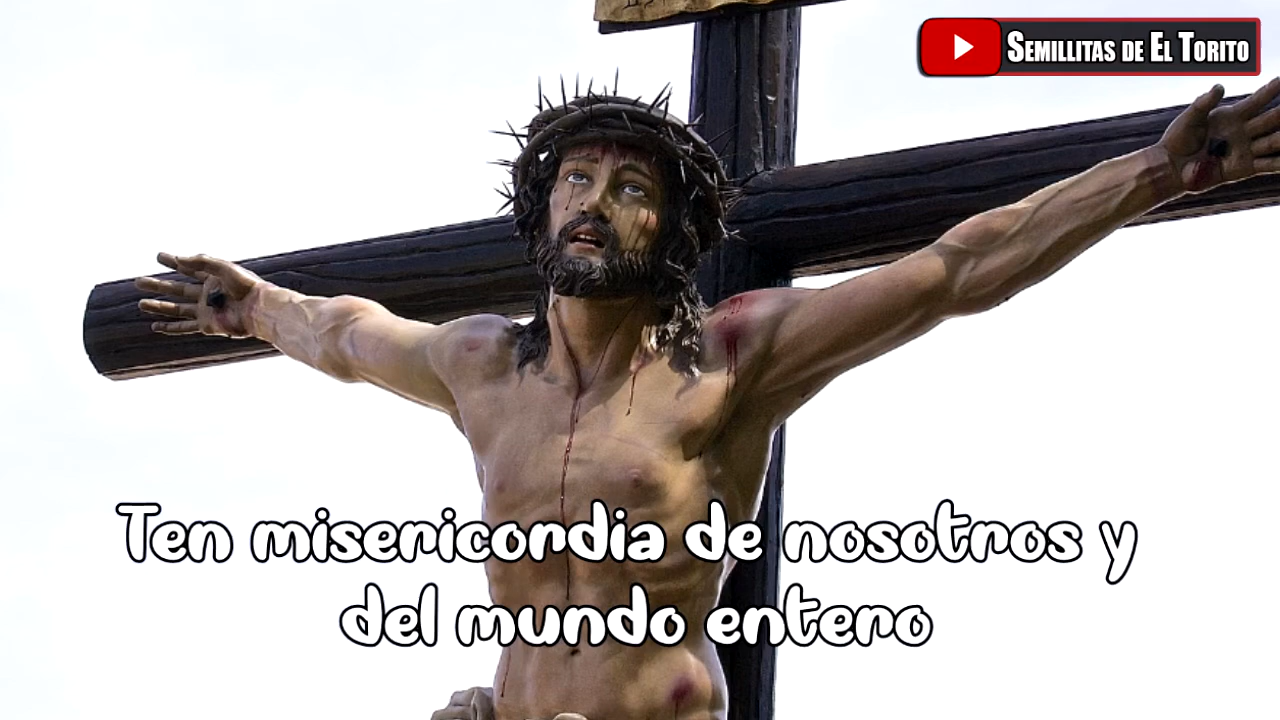 SEMILLITAS DE EL TORITO
Ten misericordia de nosotros y
del mundo entero